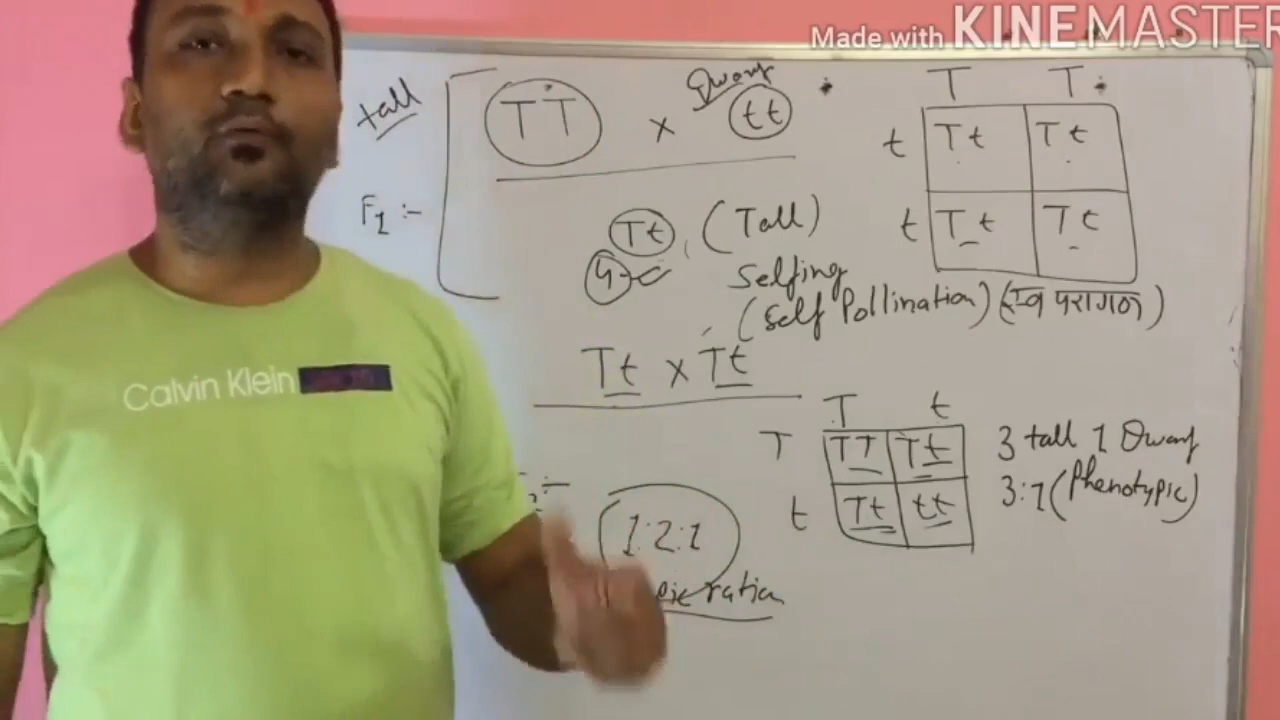 Made with KINEMASTER
tall
TT x tt
Dwarf
F1 :-
Tt, (Tall)
Selfing
(Self Pollination) (स्व परागण)
Tt x Tt
1:2:1
ration
T T
t Tt Tt
t Tt Tt
T t
T TT Tt
t Tt tt
3 tall 1 Dwarf
3:1 (Phenotypic)
Calvin Klein